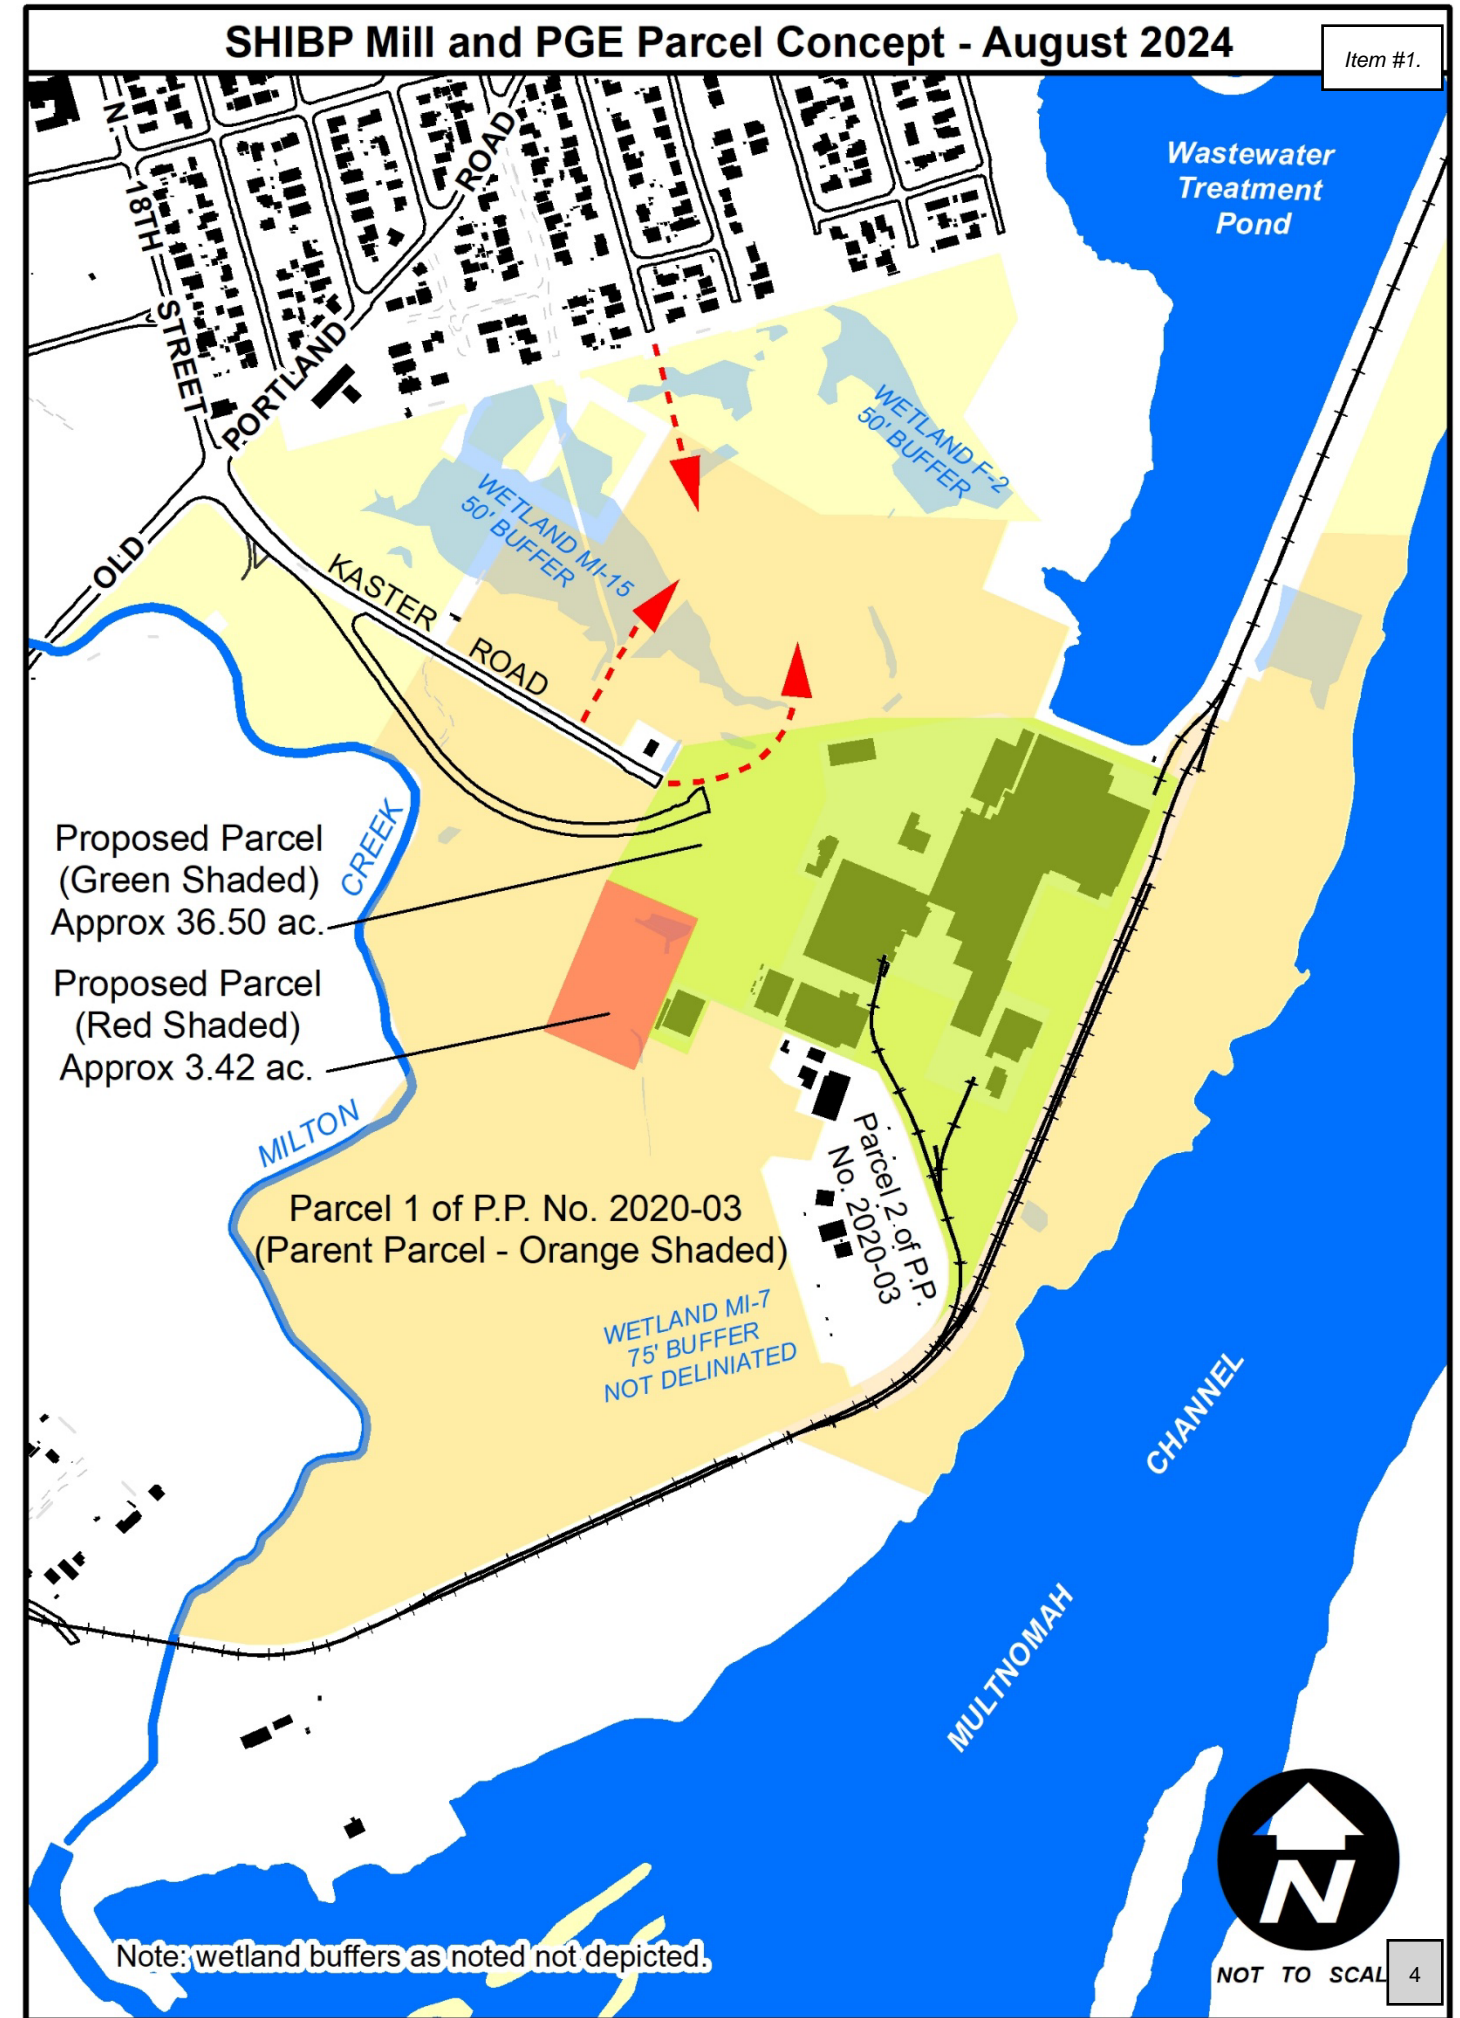 SHIBP Mill and PGE Parcel Concept - August 2024
Item #1.
Wastewater
Treatment
Pond
N. 18TH STREET
OLD PORTLAND ROAD
WETLAND F-2
50' BUFFER
WETLAND MI-15
50' BUFFER
KASTER ROAD
Proposed Parcel
(Green Shaded)
Approx 36.50 ac.
Proposed Parcel
(Red Shaded)
Approx 3.42 ac.
MILTON CREEK
Parcel 1 of P.P. No. 2020-03
(Parent Parcel - Orange Shaded)
Parcel 2 of P.P.
No. 2020-03
WETLAND MI-7
75' BUFFER
NOT DELINIATED
MULTNOMAH CHANNEL
Note: wetland buffers as noted not depicted.
N
NOT TO SCAL
4